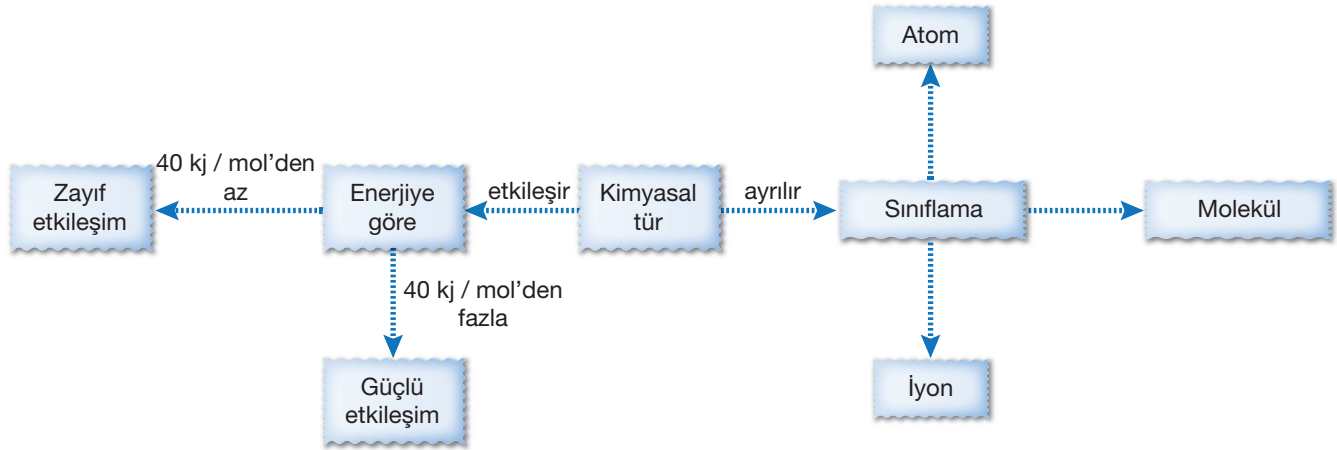 Atom
40 kj / mol’den
az
Zayıf
etkileşim
Enerjiye
göre
etkileşir
Kimyasal
tür
ayrılır
Sınıflama
Molekül
40 kj / mol’den
fazla
Güçlü
etkileşim
İyon